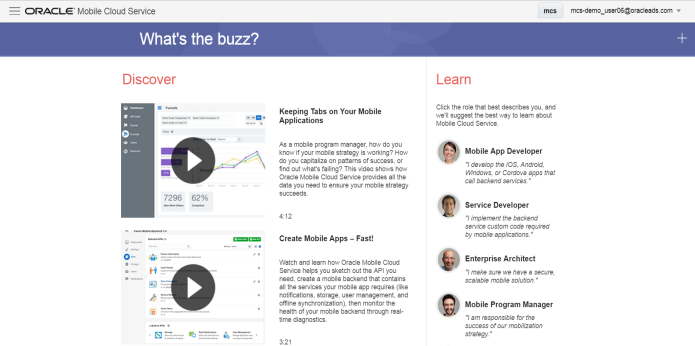 ORACLE Mobile Cloud Service
mcs
mcs-demo_user06@oracleads.com
What's the buzz?
Discover
Keeping Tabs on Your Mobile
Applications
As a mobile program manager, how do you
know if your mobile strategy is working? How
do you capitalize on patterns of success, or
find out what's failing? This video shows how
Oracle Mobile Cloud Service provides all the
data you need to ensure your mobile strategy
succeeds.
4:12
7296
62%
Create Mobile Apps – Fast!
Watch and learn how Oracle Mobile Cloud
Service helps you sketch out the API you
need, create a mobile backend that contains
all the services your mobile app requires (like
notifications, storage, user management, and
offline synchronization), then monitor the
health of your mobile backend through real-
time diagnostics.
3:21
Learn
Click the role that best describes you, and
we'll suggest the best way to learn about
Mobile Cloud Service.
Mobile App Developer
"I develop the iOS, Android,
Windows, or Cordova apps that
call backend services."
Service Developer
"I implement the backend
service custom code required
by mobile applications."
Enterprise Architect
"I make sure we have a secure,
scalable mobile solution."
Mobile Program Manager
"I am responsible for the
success of our mobilization
strategy."